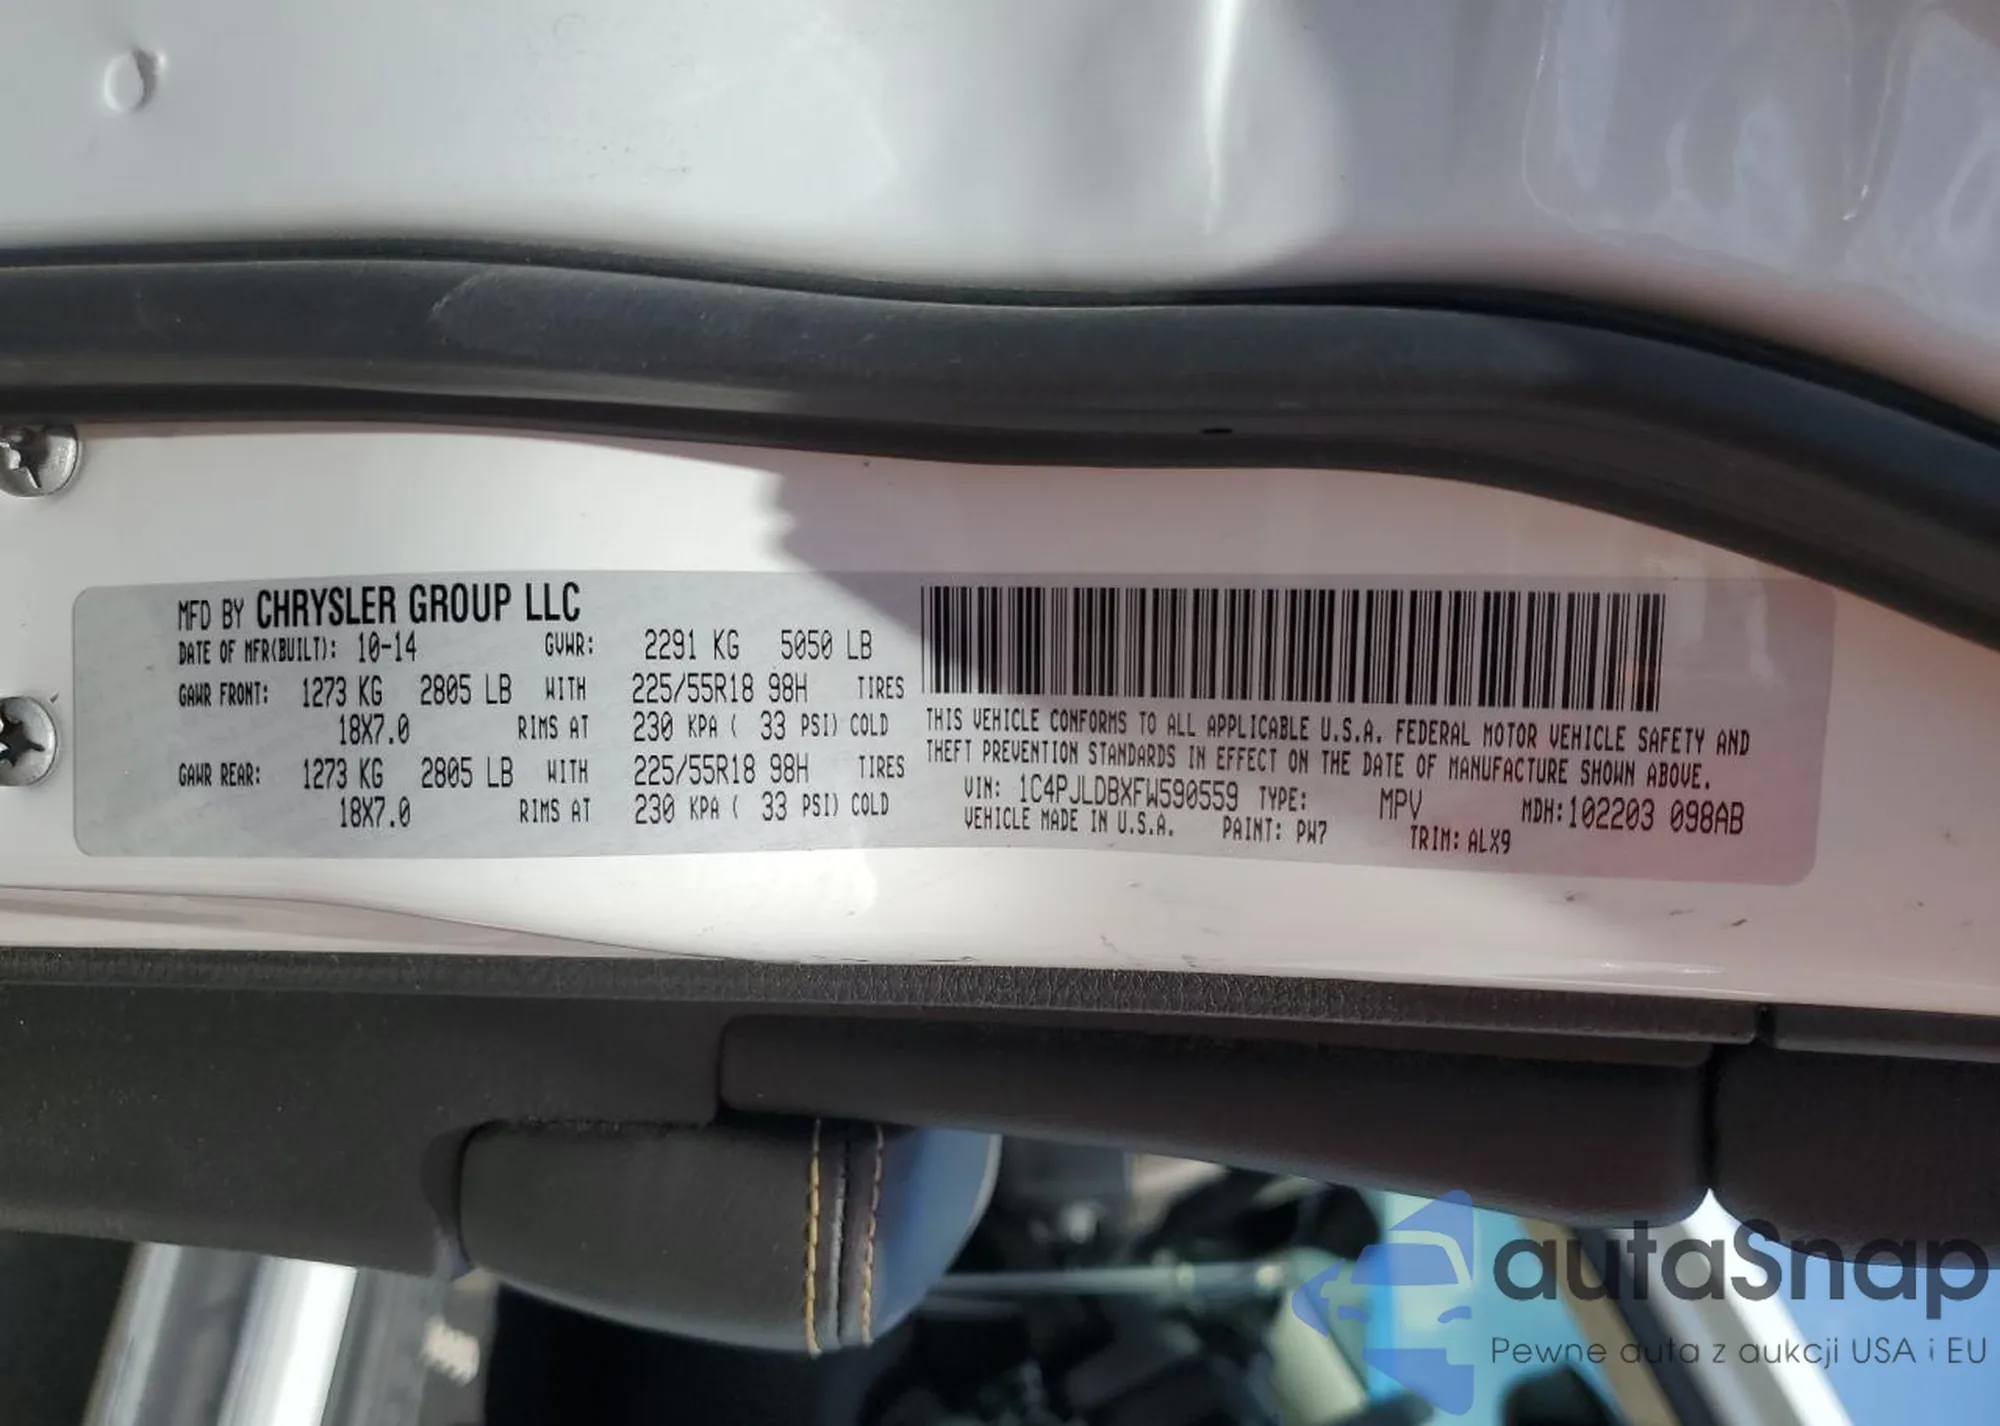 MFD BY CHRYSLER GROUP LLC
DATE OF MFR(BUILT): 10-14 GVWR: 2291 KG 5050 LB
GAWR FRONT: 1273 KG 2805 LB WITH 225/55R18 98H TIRES
18X7.0 RIMS AT 230 KPA ( 33 PSI) COLD
GAWR REAR: 1273 KG 2805 LB WITH 225/55R18 98H TIRES
18X7.0 RIMS AT 230 KPA ( 33 PSI) COLD
THIS VEHICLE CONFORMS TO ALL APPLICABLE U.S.A. FEDERAL MOTOR VEHICLE SAFETY AND
THEFT PREVENTION STANDARDS IN EFFECT ON THE DATE OF MANUFACTURE SHOWN ABOVE.
VIN: 1C4PJLDBXFW590559 TYPE: MPV MDH:102203 098AB
VEHICLE MADE IN U.S.A. PAINT: PW7 TRIM: ALX9
autaSnap
Pewne auta z aukcji USA i EU